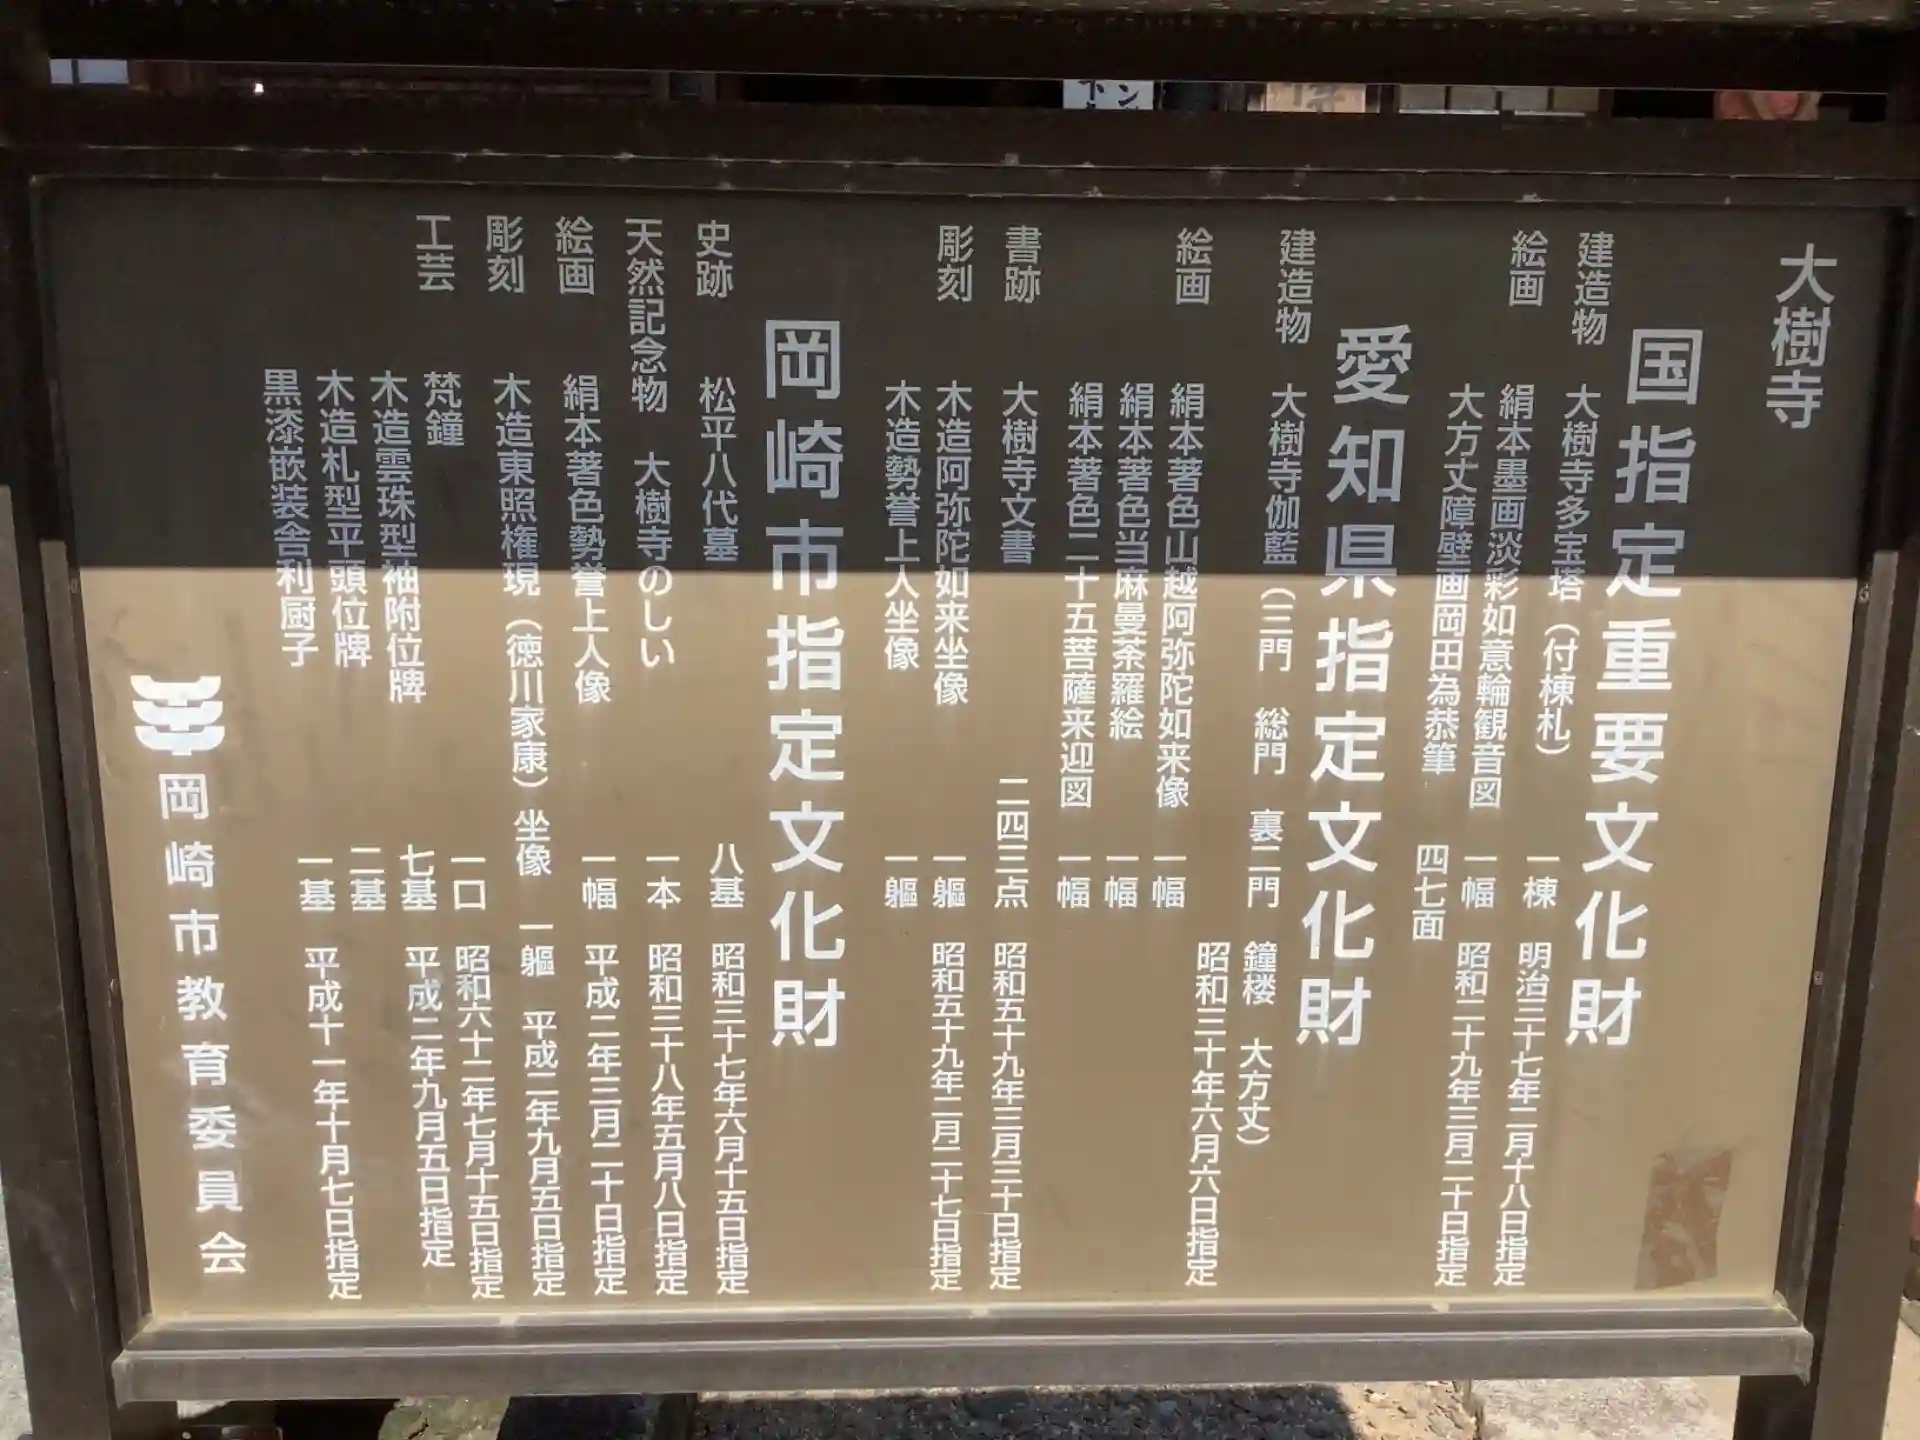 大樹寺
国指定重要文化財
建造物 大樹寺多宝塔（付棟札） 一棟 明治三十七年二月十八日指定
絵画 絹本墨画淡彩如意輪観音図 一幅 昭和二十九年三月二十日指定
大方丈障壁画岡田為恭筆 四七面
愛知県指定文化財
建造物 大樹寺伽藍（三門 総門 裏二門 鐘楼 大方丈）
昭和三十年六月六日指定
絵画 絹本著色山越阿弥陀如来像 一幅
絹本著色当麻曼荼羅絵 一幅
絹本著色二十五菩薩来迎図 一幅
書跡 大樹寺文書 二四三点 昭和五十九年三月三十日指定
彫刻 木造阿弥陀如来坐像 一軀 昭和五十九年二月二十七日指定
木造勢誉上人坐像 一軀
岡崎市指定文化財
史跡 松平八代墓 八基 昭和三十七年六月十五日指定
天然記念物 大樹寺のしい 一本 昭和三十八年五月八日指定
絵画 絹本著色勢誉上人像 一幅 平成二年三月二十日指定
彫刻 木造東照権現（徳川家康）坐像 一軀 平成二年九月五日指定
工芸 梵鐘 一口 昭和六十二年七月十五日指定
木造雲珠型袖附位牌 七基 平成二年九月五日指定
木造札型平頭位牌 二基
黒漆嵌装舎利厨子 一基 平成十一年十月七日指定
岡崎市教育委員会